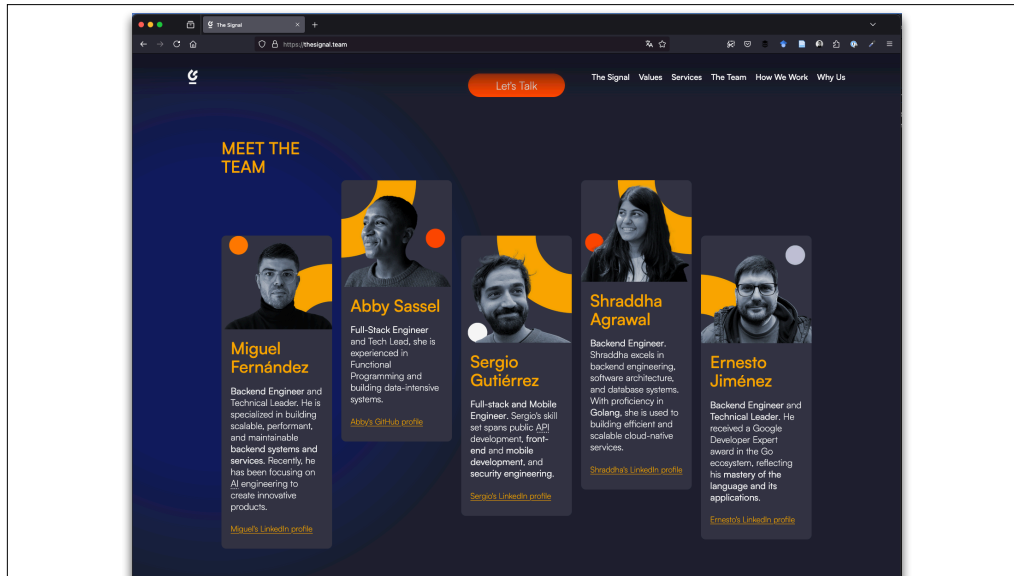 The Signal
https://thesignal.team
Let's Talk
The Signal Values Services The Team How We Work Why Us
MEET THE
TEAM
Miguel
Fernández
Backend Engineer and
Technical Leader. He is
specialized in building
scalable, performant,
and maintainable
backend systems and
services. Recently, he
has been focusing on
AI engineering to
create innovative
products.
Miguel's LinkedIn profile
Abby Sassel
Full-Stack Engineer
and Tech Lead, she is
experienced in
Functional
Programming and
building data-intensive
systems.
Abby's GitHub profile
Sergio
Gutiérrez
Full-stack and Mobile
Engineer. Sergio's skill
set spans public API
development, front-
end and mobile
development, and
security engineering.
Sergio's LinkedIn profile
Shraddha
Agrawal
Backend Engineer.
Shraddha excels in
backend engineering,
software architecture,
and database systems.
With proficiency in
Golang, she is used to
building efficient and
scalable cloud-native
services.
Shraddha's LinkedIn profile
Ernesto
Jiménez
Backend Engineer and
Technical Leader. He
received a Google
Developer Expert
award in the Go
ecosystem, reflecting
his mastery of the
language and its
applications.
Ernesto's LinkedIn profile